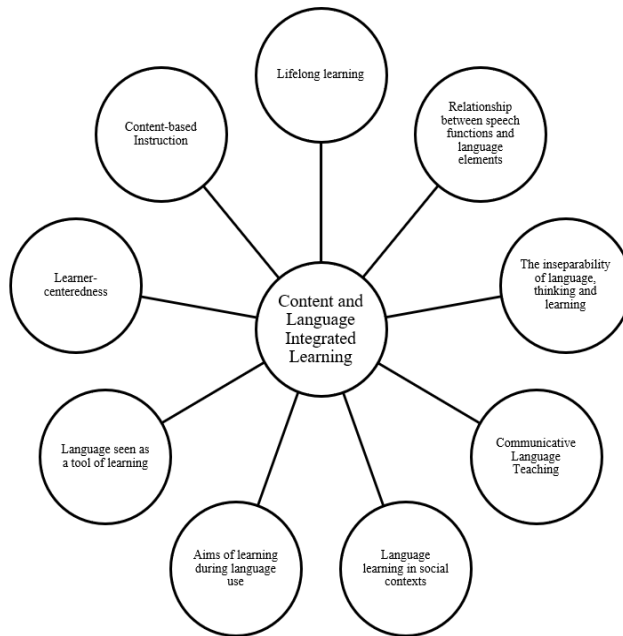 Lifelong learning
Relationship
between speech
functions and
language
elements
Content-based
Instruction
The inseparability
of language,
thinking and
learning
Learner-
centeredness
Content and
Language
Integrated
Learning
Communicative
Language
Teaching
Language seen as
a tool of learning
Aims of learning
during language
use
Language
learning in social
contexts